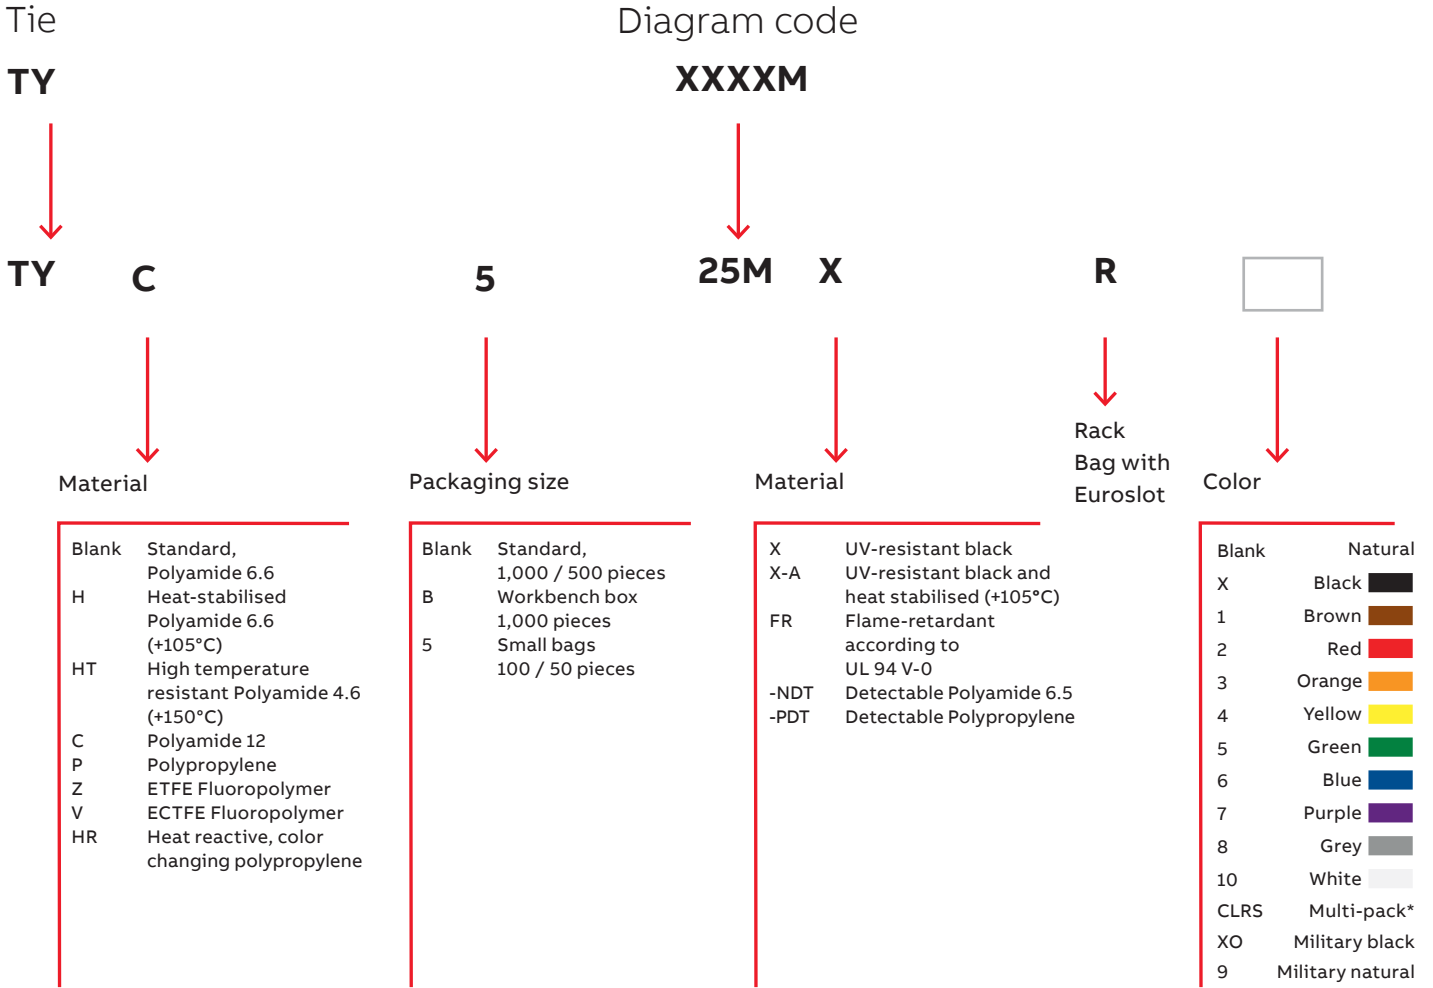 Tie
Diagram code
TY
XXXXM
TY C 5 25M X R
Material
Blank Standard,
Polyamide 6.6
H Heat-stabilised
Polyamide 6.6
(+105°C)
HT High temperature
resistant Polyamide 4.6
(+150°C)
C Polyamide 12
P Polypropylene
Z ETFE Fluoropolymer
V ECTFE Fluoropolymer
HR Heat reactive, color
changing polypropylene
Packaging size
Blank Standard,
1,000 / 500 pieces
B Workbench box
1,000 pieces
5 Small bags
100 / 50 pieces
Material
X UV-resistant black
X-A UV-resistant black and
heat stabilised (+105°C)
FR Flame-retardant
according to
UL 94 V-0
-NDT Detectable Polyamide 6.5
-PDT Detectable Polypropylene
Rack
Bag with
Euroslot
Color
Blank Natural
X Black
1 Brown
2 Red
3 Orange
4 Yellow
5 Green
6 Blue
7 Purple
8 Grey
10 White
CLRS Multi-pack*
XO Military black
9 Military natural